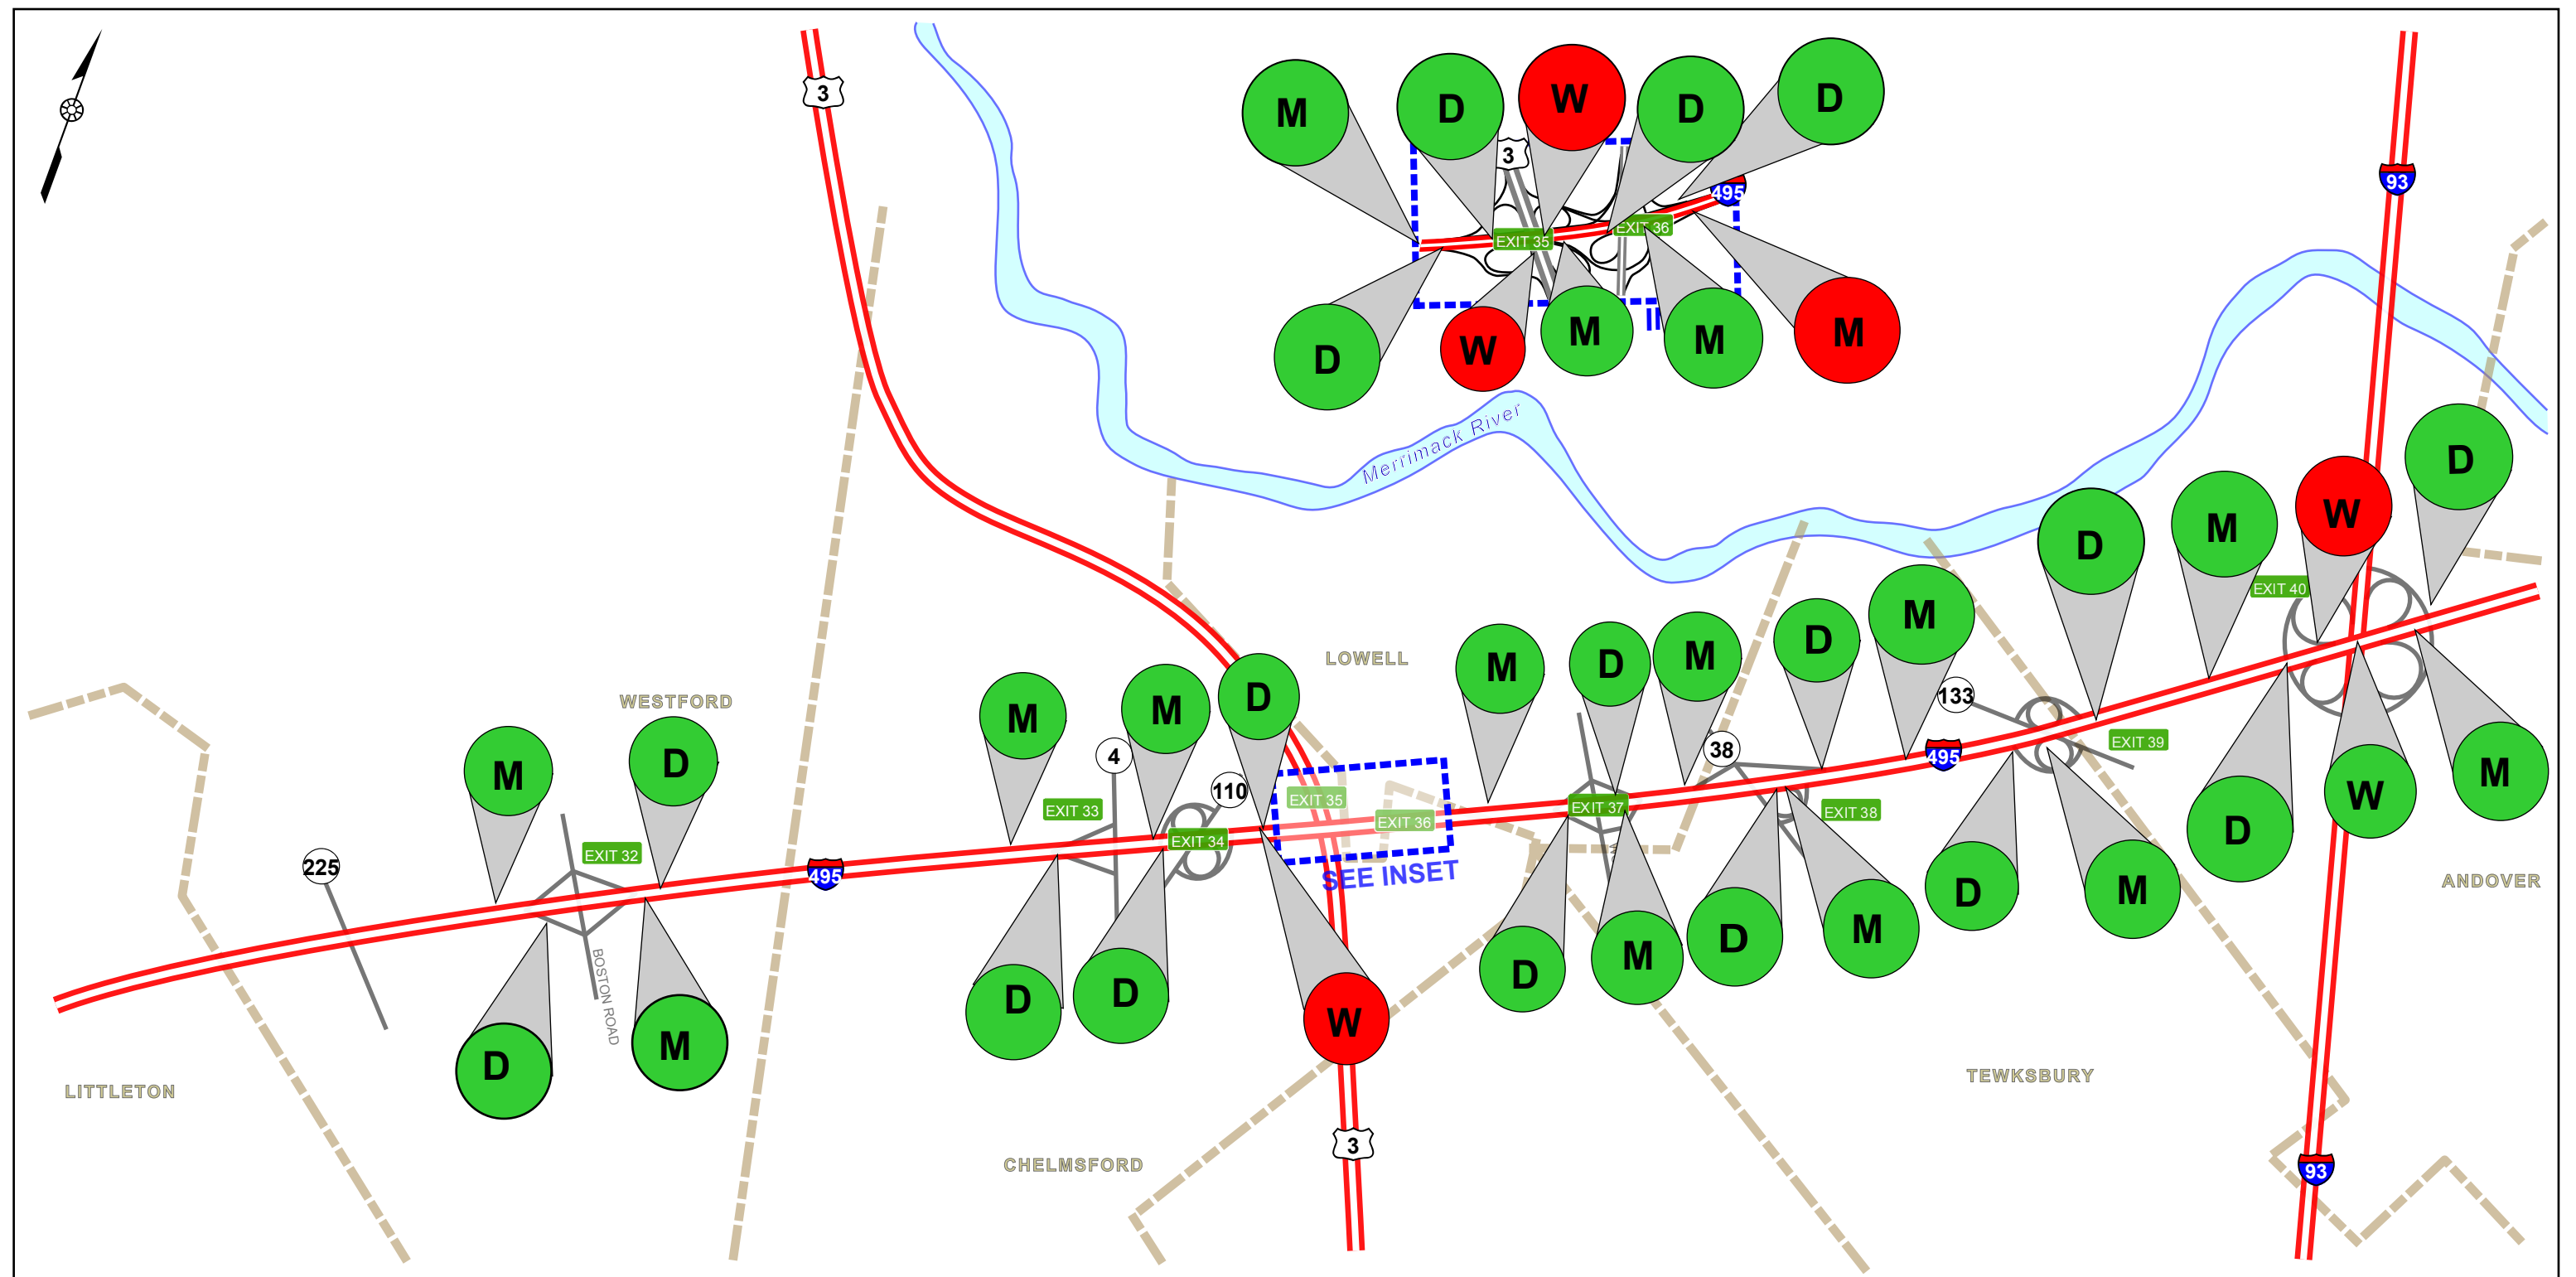 M
D
W
D
D
3
3
93
495
EXIT 36
EXIT 35
D
W
M
M
M
Merrimack River
D
W
M
D
D
EXIT 40
M
D
M
D
M
M
D
M
LOWELL
133
WESTFORD
M
D
4
38
495
EXIT 39
110
EXIT 35
EXIT 33
EXIT 37
EXIT 38
EXIT 36
EXIT 34
EXIT 32
225
495
SEE INSET
D
W
M
ANDOVER
D
M
D
M
D
M
D
D
W
BOSTON ROAD
D
M
LITTLETON
TEWKSBURY
CHELMSFORD
3
93